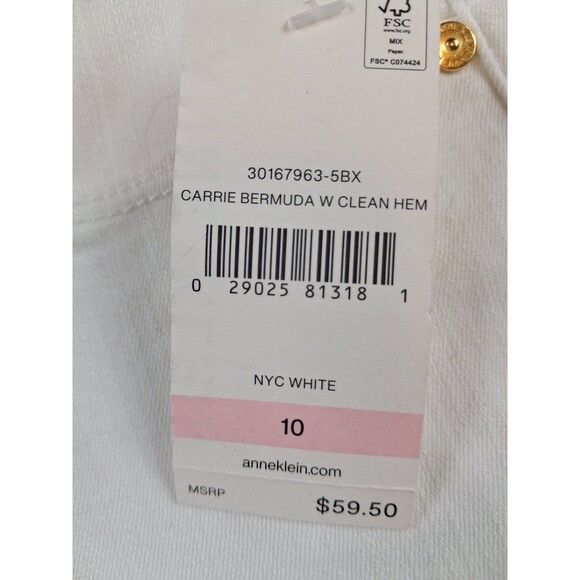 FSC
www.fsc.org
MIX
Paper
FSC® C074424
30167963-5BX
CARRIE BERMUDA W CLEAN HEM
0 29025 81318 1
NYC WHITE
10
anneklein.com
MSRP
$59.50